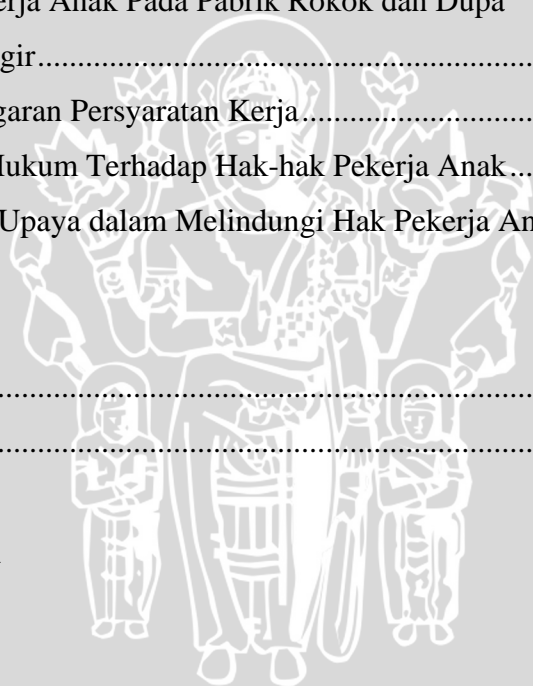 erja Anak Pada Pabrik Rokok dan Dupa
gir..........................................................................
garan Persyaratan Kerja........................................
Hukum Terhadap Hak-hak Pekerja Anak....
Upaya dalam Melindungi Hak Pekerja An
................................................................................
................................................................................